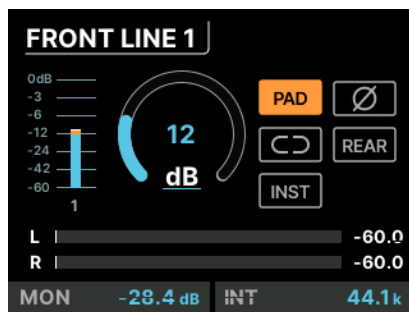 FRONT LINE 1
0dB
-3
-6
-12
-24
-42
-60
1
12
dB
PAD
Ø
REAR
INST
L -60.0
R -60.0
MON -28.4 dB INT 44.1 k